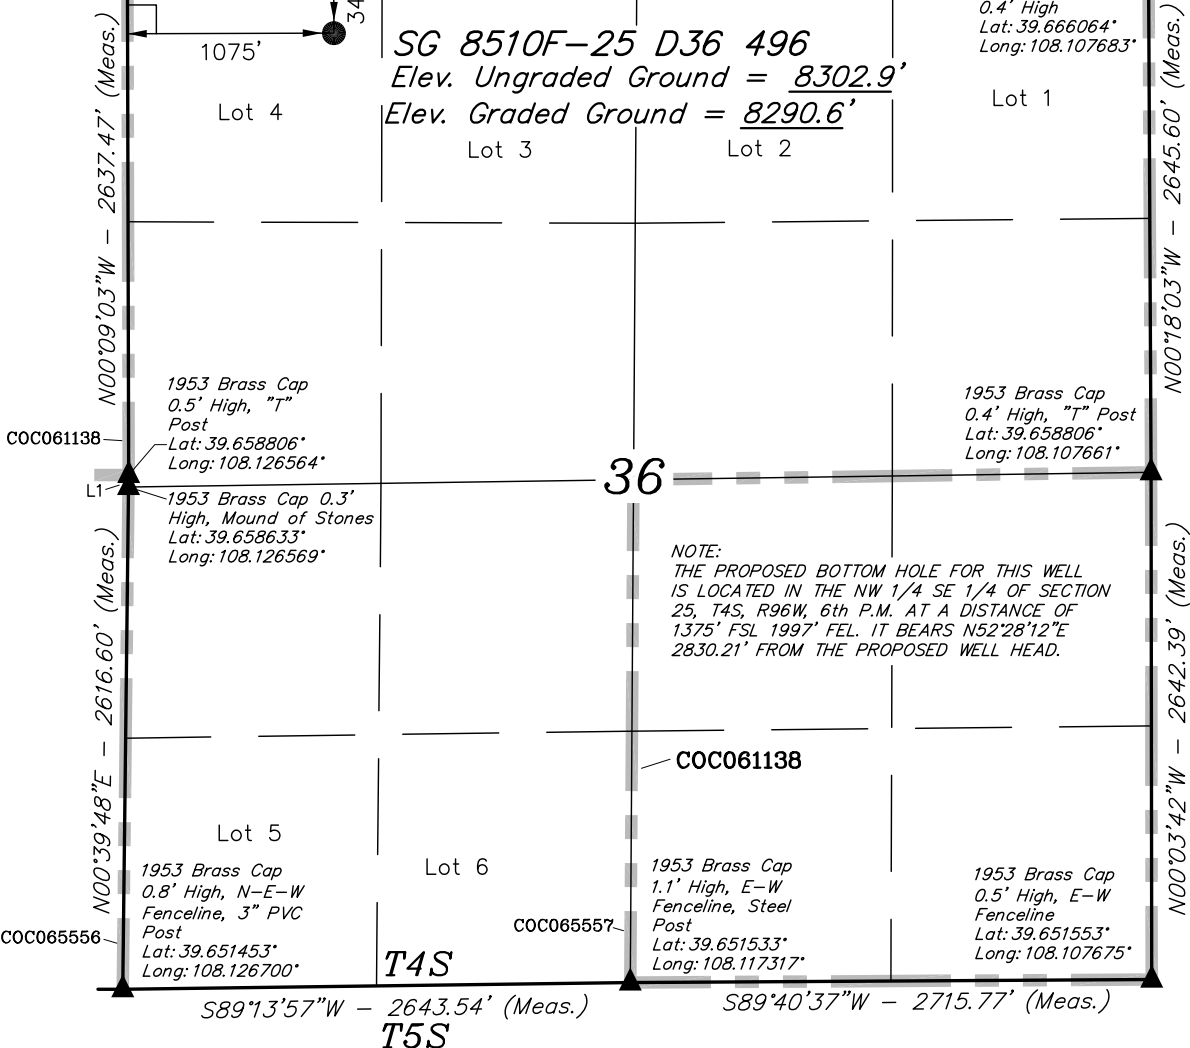 0.4' High
Lat: 39.666064°
Long: 108.107683°
34
1075'
SG 8510F-25 D36 496
Elev. Ungraded Ground = 8302.9'
Elev. Graded Ground = 8290.6'
Lot 4
Lot 3
Lot 2
Lot 1
N00°09'03"W - 2637.47' (Meas.)
N00°18'03"W - 2645.60' (Meas.)
1953 Brass Cap
0.5' High, "T"
Post
Lat: 39.658806°
Long: 108.126564°
COC061138
L1
1953 Brass Cap 0.3'
High, Mound of Stones
Lat: 39.658633°
Long: 108.126569°
36
1953 Brass Cap
0.4' High, "T" Post
Lat: 39.658806°
Long: 108.107661°
NOTE:
THE PROPOSED BOTTOM HOLE FOR THIS WELL
IS LOCATED IN THE NW 1/4 SE 1/4 OF SECTION
25, T4S, R96W, 6th P.M. AT A DISTANCE OF
1375' FSL 1997' FEL. IT BEARS N52°28'12"E
2830.21' FROM THE PROPOSED WELL HEAD.
N00°39'48"E - 2616.60' (Meas.)
N00°03'42"W - 2642.39' (Meas.)
COC061138
Lot 5
Lot 6
1953 Brass Cap
0.8' High, N-E-W
Fenceline, 3" PVC
Post
Lat: 39.651453°
Long: 108.126700°
COC065556
COC065557
1953 Brass Cap
1.1' High, E-W
Fenceline, Steel
Post
Lat: 39.651533°
Long: 108.117317°
1953 Brass Cap
0.5' High, E-W
Fenceline
Lat: 39.651553°
Long: 108.107675°
T4S
S89°13'57"W - 2643.54' (Meas.)
S89°40'37"W - 2715.77' (Meas.)
T5S